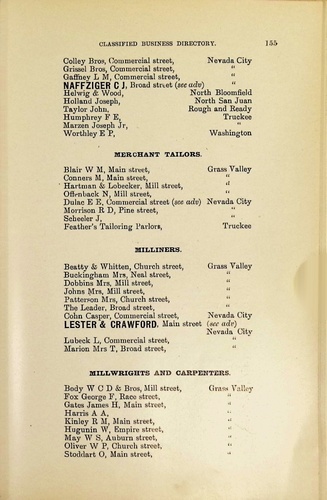 CLASSIFIED BUSINESS DIRECTORY. 155
Colley Bros, Commercial street, Nevada City
Grissel Bros, Commercial street, "
Gaffney L M, Commercial street, "
NAFFZIGER C J, Broad street (see adv) "
Helwig & Wood, North Bloomfield
Holland Joseph, North San Juan
Taylor John, Rough and Ready
Humphrey F E, Truckee
Marzen Joseph Jr, "
Worthley E P, Washington
MERCHANT TAILORS.
Blair W M, Main street, Grass Valley
Conners M, Main street, "
Hartman & Lobecker, Mill street, "
Offenback N, Mill street, "
Dulac E E, Commercial street (see adv) Nevada City
Morrison R D, Pine street, "
Scheeler J, "
Feather's Tailoring Parlors, Truckee
MILLINERS.
Beatty & Whitten, Church street, Grass Valley
Buckingham Mrs, Neal street, "
Dobbins Mrs, Mill street, "
Johns Mrs, Mill street, "
Patterson Mrs, Church street, "
The Leader, Broad street, "
Cohn Casper, Commercial street, Nevada City
LESTER & CRAWFORD, Main street (see adv)
Nevada City
Lubeck L, Commercial street, "
Marion Mrs T, Broad street, "
MILLWRIGHTS AND CARPENTERS.
Body W C D & Bros, Mill street, Grass Valley
Fox George F, Race street, "
Gates James H, Main street, "
Harris A A, "
Kinley R M, Main street, "
Hugunin W, Empire street, "
May W S, Auburn street, "
Oliver W P, Church street, "
Stoddart O, Main street, "